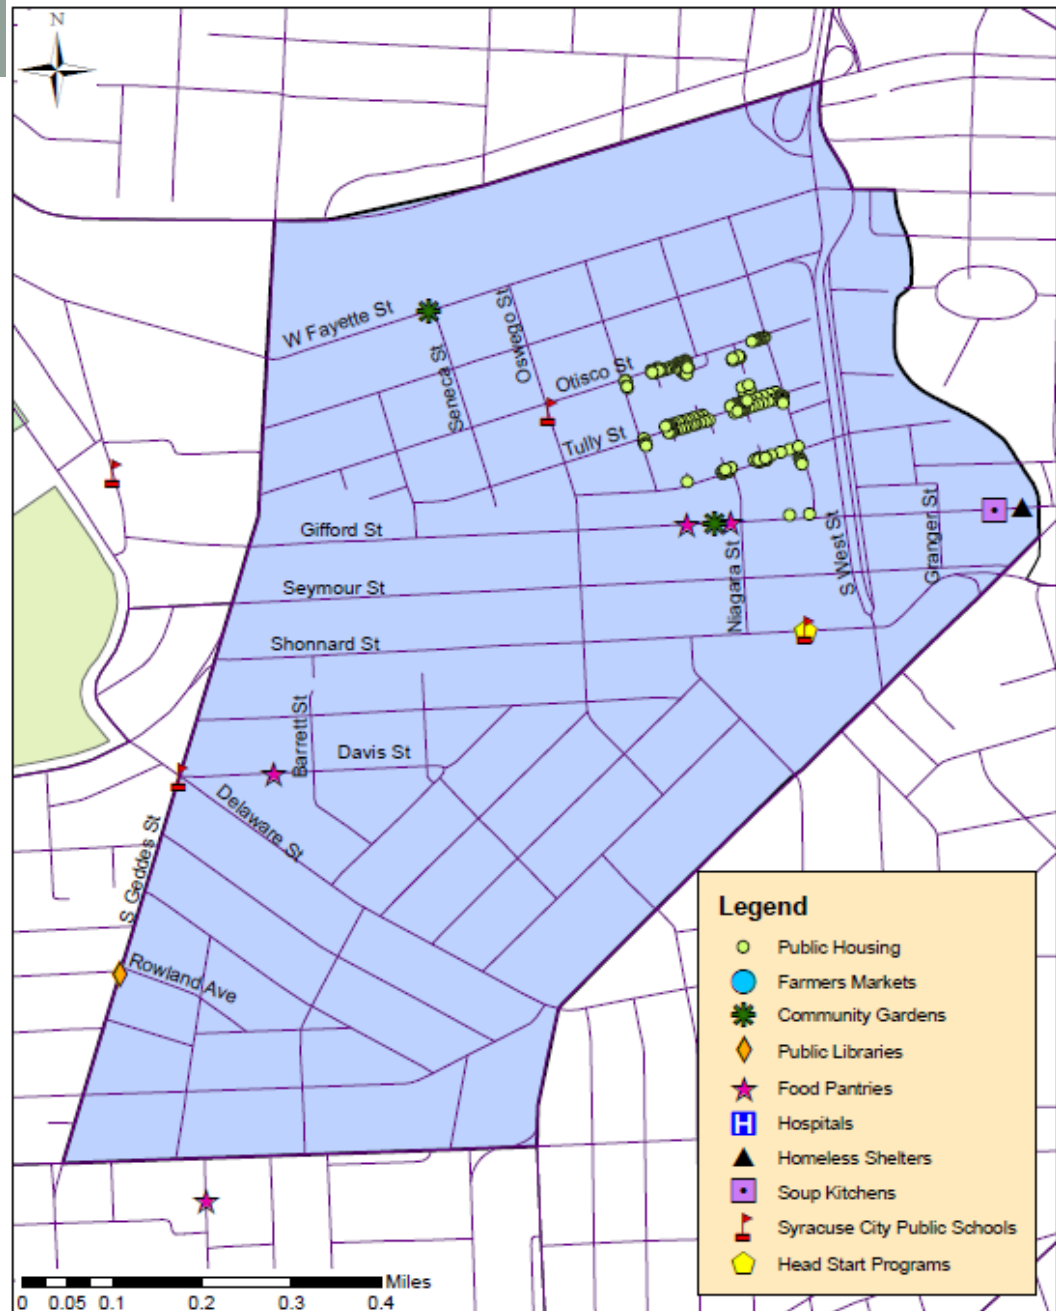 N
W Fayette St
Seneca St
Oswego St
Otisco St
Tully St
Gifford St
Seymour St
Shonnard St
Niagara St
S West St
Granger St
Barrett St
Davis St
Delaware St
S Geddes St
Rowland Ave
Legend
Public Housing
Farmers Markets
Community Gardens
Public Libraries
Food Pantries
H Hospitals
Homeless Shelters
Soup Kitchens
Syracuse City Public Schools
Head Start Programs
Miles
0 0.05 0.1 0.2 0.3 0.4